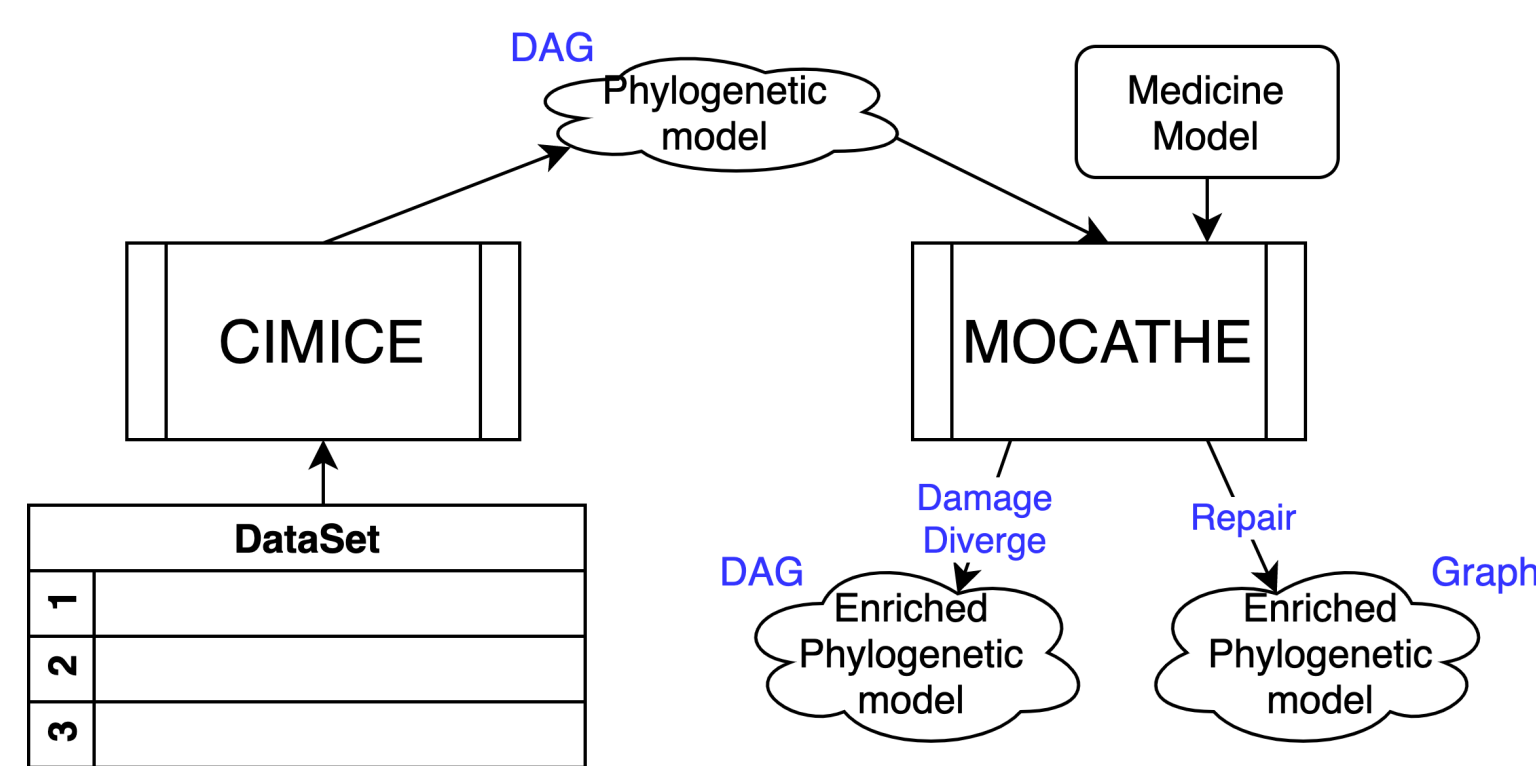 DAG
Phylogenetic
model
Medicine
Model
CIMICE
MOCATHE
Damage
Diverge
Repair
DataSet
1
2
3
DAG
Enriched
Phylogenetic
model
Graph
Enriched
Phylogenetic
model